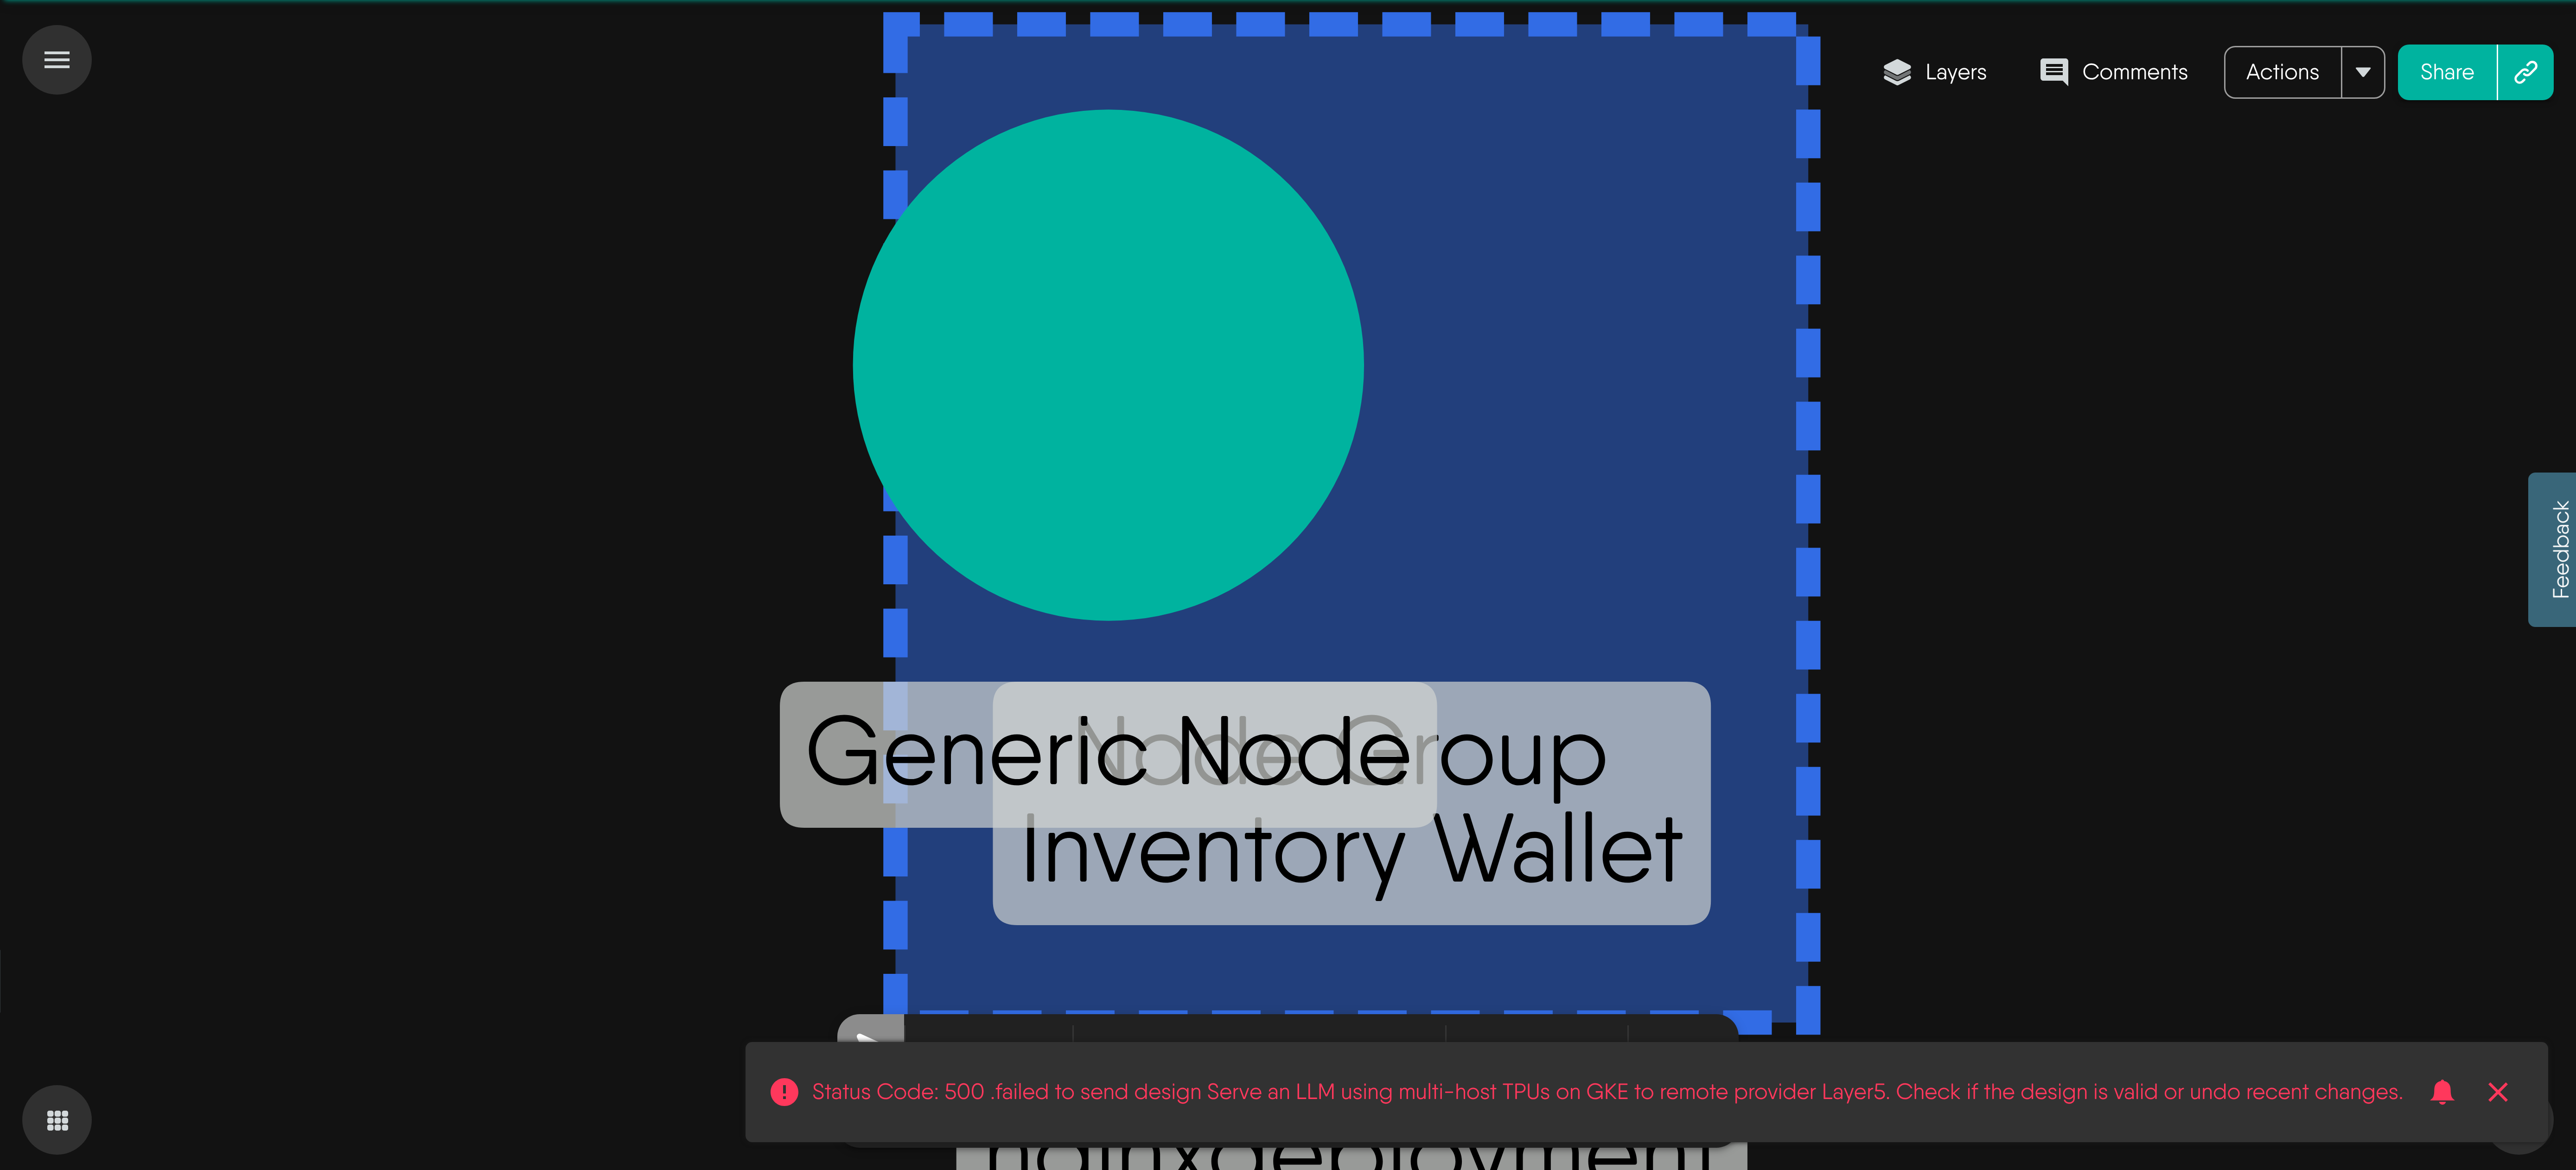 Layers
Comments
Actions
Share
Feedback
Generic Node
Node Group
Inventory Wallet
Status Code: 500 .failed to send design Serve an LLM using multi-host TPUs on GKE to remote provider Layer5. Check if the design is valid or undo recent changes.